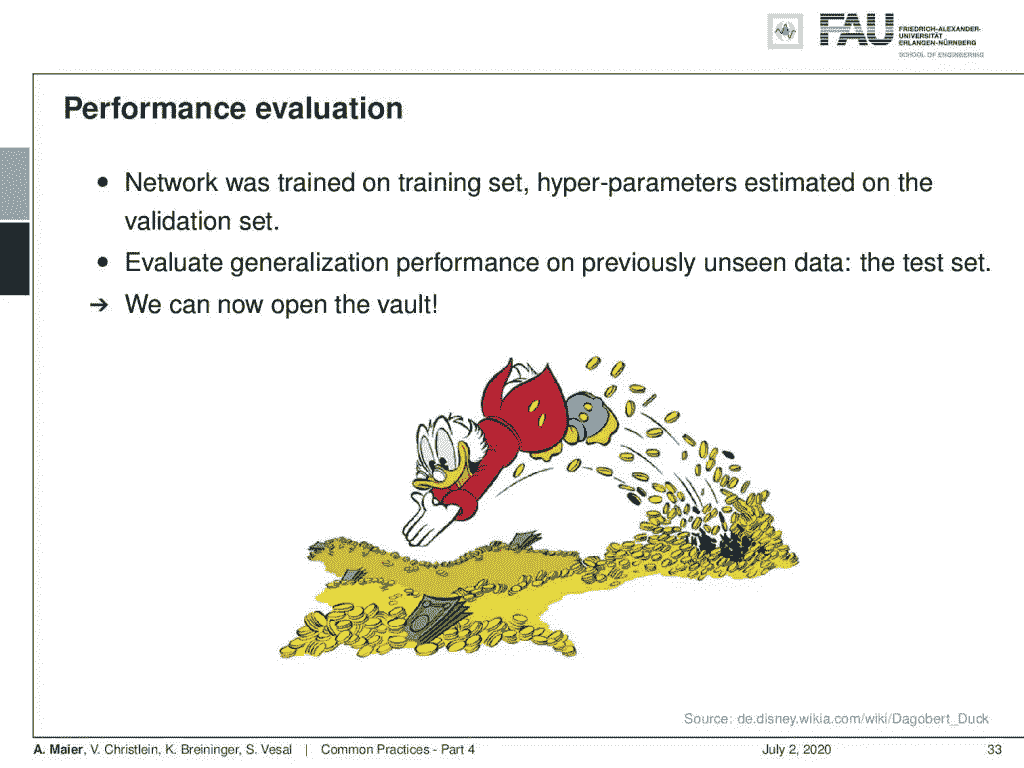 FAU
FRIEDRICH-ALEXANDER-
UNIVERSITÄT
ERLANGEN-NÜRNBERG
SCHOOL OF ENGINEERING
Performance evaluation
• Network was trained on training set, hyper-parameters estimated on the
validation set.
• Evaluate generalization performance on previously unseen data: the test set.
➔ We can now open the vault!
Source: de.disney.wikia.com/wiki/Dagobert_Duck
A. Maier, V. Christlein, K. Breininger, S. Vesal | Common Practices - Part 4 July 2, 2020 33